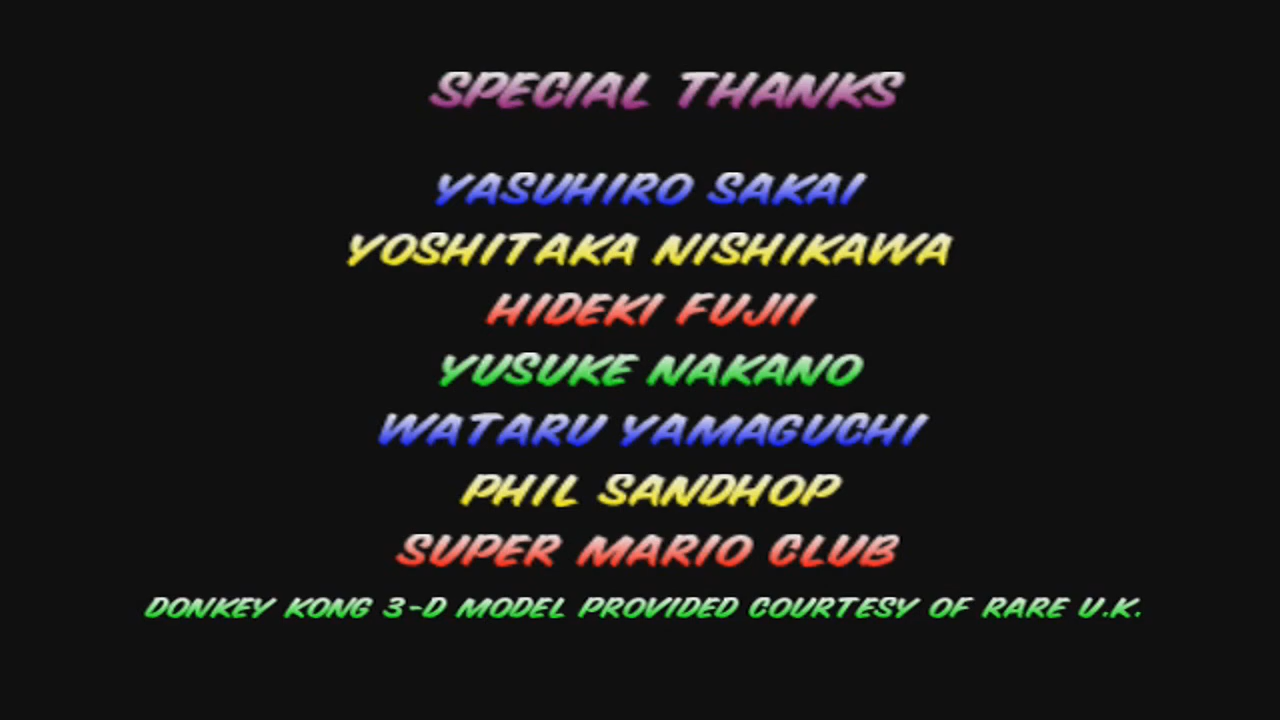 SPECIAL THANKS
YASUHIRO SAKAI
YOSHITAKA NISHIKAWA
HIDEKI FUJII
YUSUKE NAKANO
WATARU YAMAGUCHI
PHIL SANDHOP
SUPER MARIO CLUB
DONKEY KONG 3-D MODEL PROVIDED COURTESY OF RARE U.K.